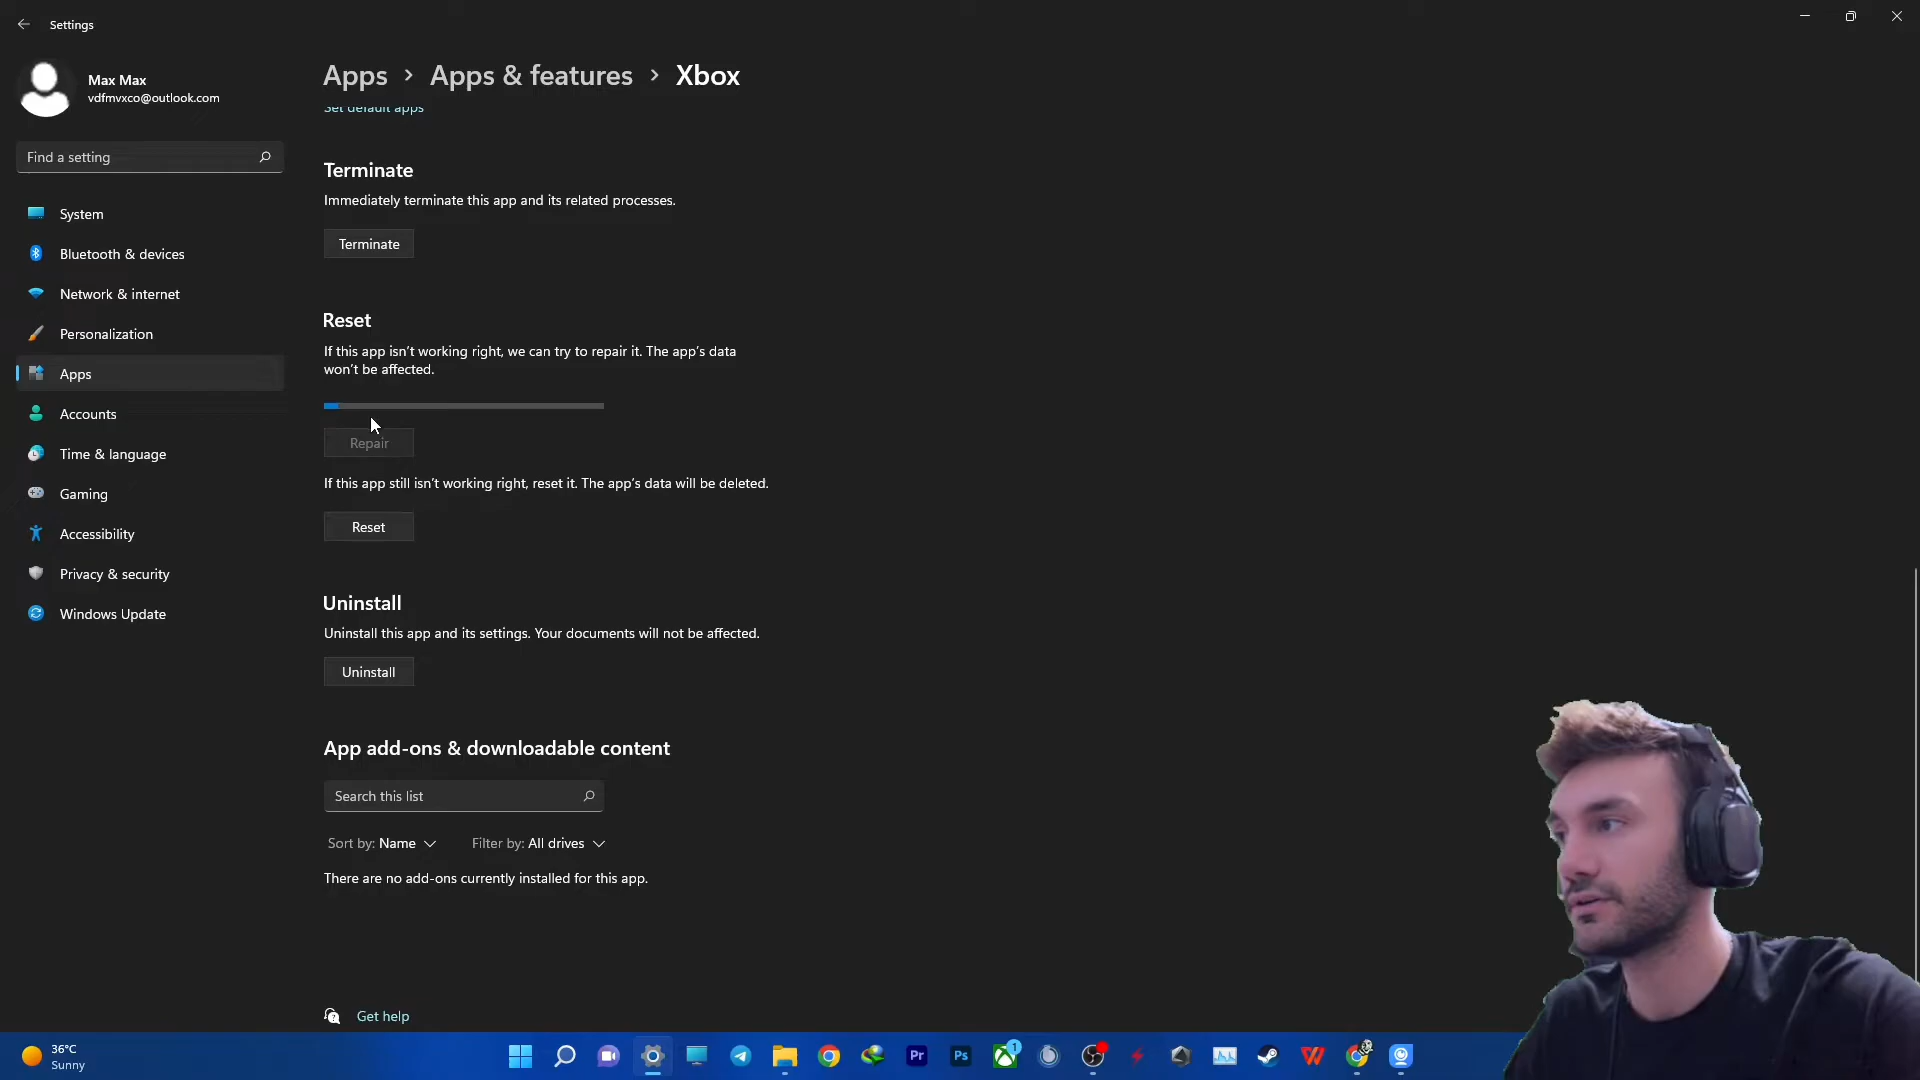 Settings
Max Max
vdfmvxco@outlook.com
Find a setting
System
Bluetooth & devices
Network & internet
Personalization
Apps
Accounts
Time & language
Gaming
Accessibility
Privacy & security
Windows Update
Apps > Apps & features > Xbox
Set default apps
Terminate
Immediately terminate this app and its related processes.
Terminate
Reset
If this app isn't working right, we can try to repair it. The app's data
won't be affected.
Repair
If this app still isn't working right, reset it. The app's data will be deleted.
Reset
Uninstall
Uninstall this app and its settings. Your documents will not be affected.
Uninstall
App add-ons & downloadable content
Search this list
Sort by: Name
Filter by: All drives
There are no add-ons currently installed for this app.
Get help
36°C
Sunny
Pr
Ps
1